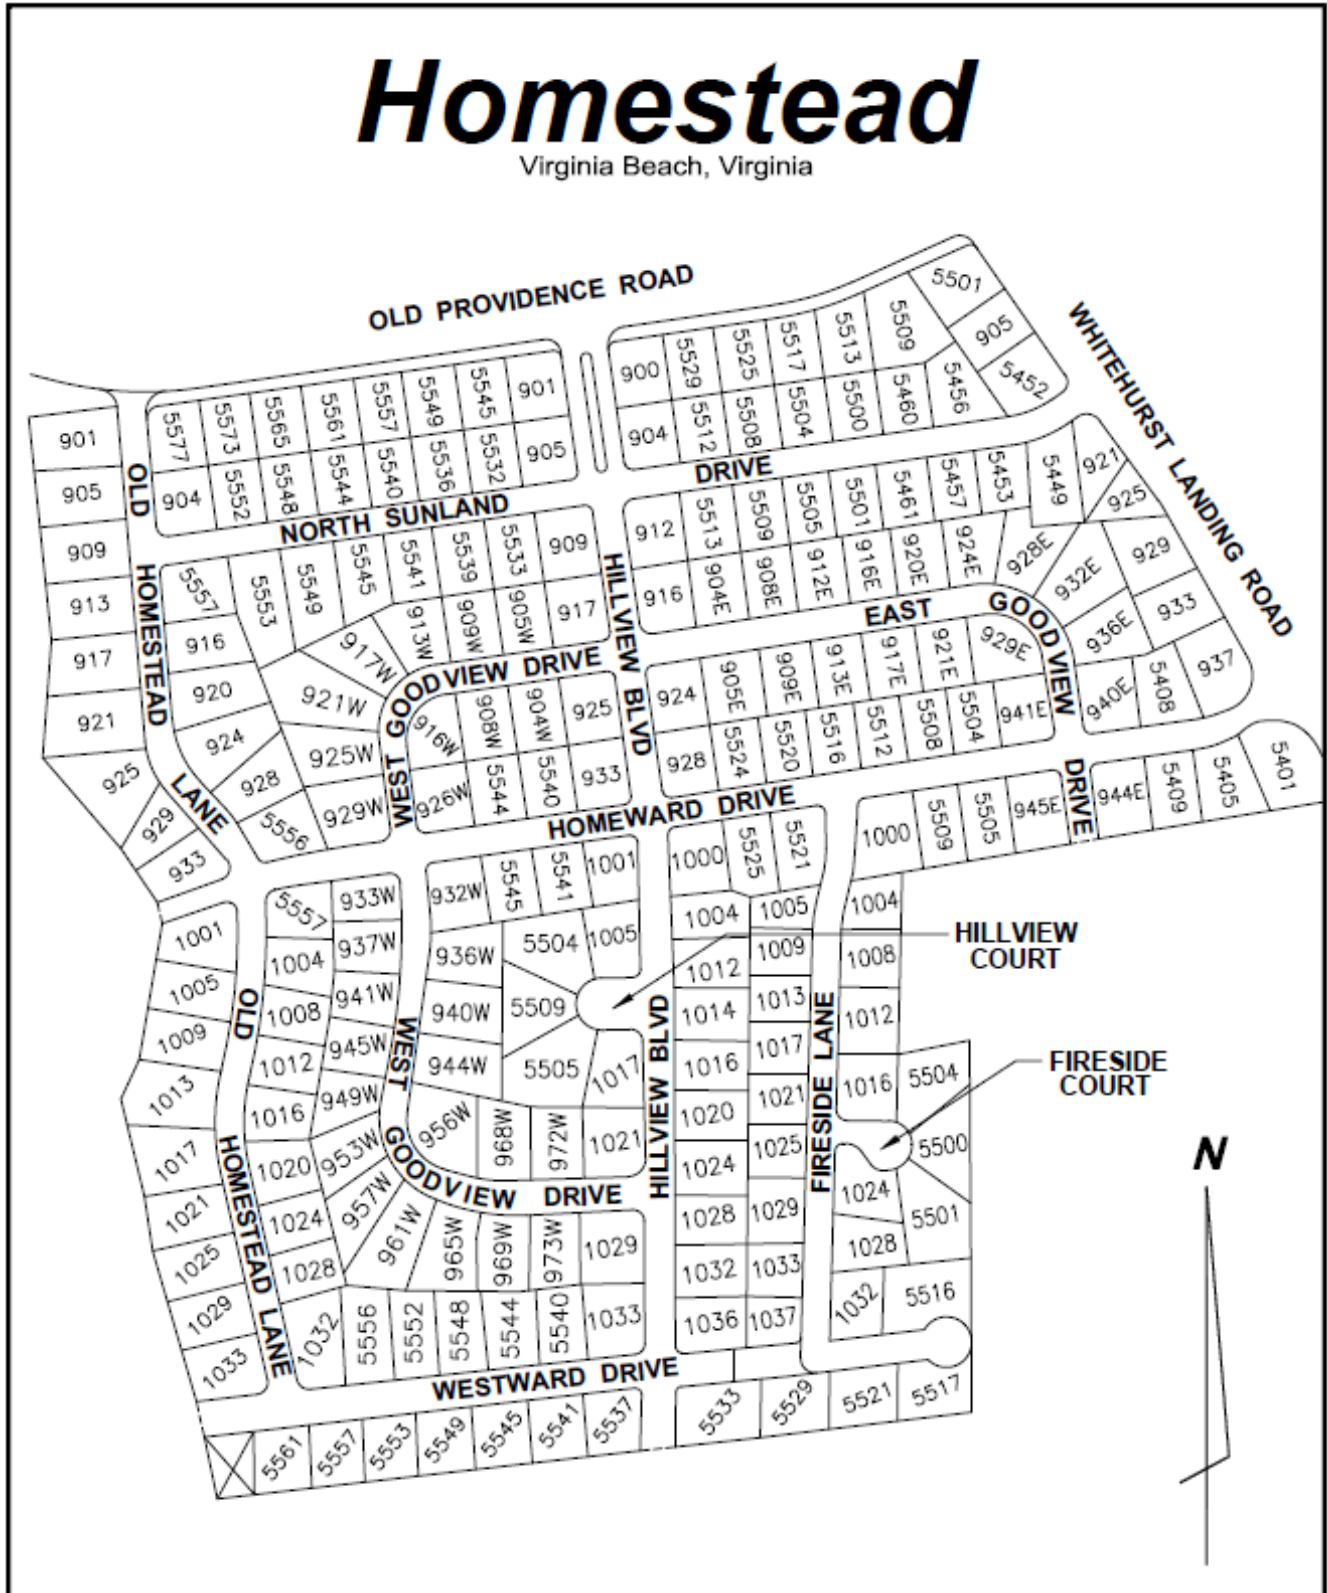 Homestead
Virginia Beach, Virginia
OLD PROVIDENCE ROAD
WHITEHURST LANDING ROAD
5501
905
5452
900 5529 5525 5517 5513 5509
904 5512 5508 5504 5500 5460 5456
5577 5573 5565 5561 5557 5549 5545 901
904 5552 5548 5544 5540 5536 5532 905
901
905
909
913
917
921
925
929
933
OLD HOMESTEAD LANE
NORTH SUNLAND DRIVE
5557 5553 5549 5545 5541 5539 5533 909
916
920
924
928
5556
917W 913W 909W 905W 917
921W
925W
929W
WEST GOODVIEW DRIVE
916W 908W 904W 925
926W 5544 5540 933
HILLVIEW BLVD
912 5513 5509 5505 5501 5461 5457 5453 5449 921
925
929
933
937
916 904E 908E 912E 916E 920E 924E 928E 932E
936E
940E 5408
EAST GOODVIEW DRIVE
924 905E 909E 913E 917E 921E 929E
928 5524 5520 5516 5512 5508 5504 941E
HOMEWARD DRIVE
1000 5509 5505 945E 944E 5409 5405 5401
932W 5545 5541 1001
1000 5525 5521
936W 5504 1005
940W 5509
944W 5505 1017
956W 968W 972W 1021
HILLVIEW COURT
5557 933W
1004 937W
1008 941W
1012 945W
1016 949W
1020 953W
1024 957W
1028 961W 965W 969W 973W 1029
1032 5556 5552 5548 5544 5540 1033
1001
1005
1009
1013
1017
1021
1025
1029
1033
OLD HOMESTEAD LANE
WEST GOODVIEW DRIVE
HILLVIEW BLVD
1004 1005
1012 1009
1014 1013
1016 1017
1020 1021
1024 1025
1028 1029
1032 1033
1036 1037
FIRESIDE LANE
1004
1008
1012
1016 5504
5500
1024 5501
1028
1032 5516
FIRESIDE COURT
WESTWARD DRIVE
5561 5557 5553 5549 5545 5541 5537 5533 5529 5521 5517
N